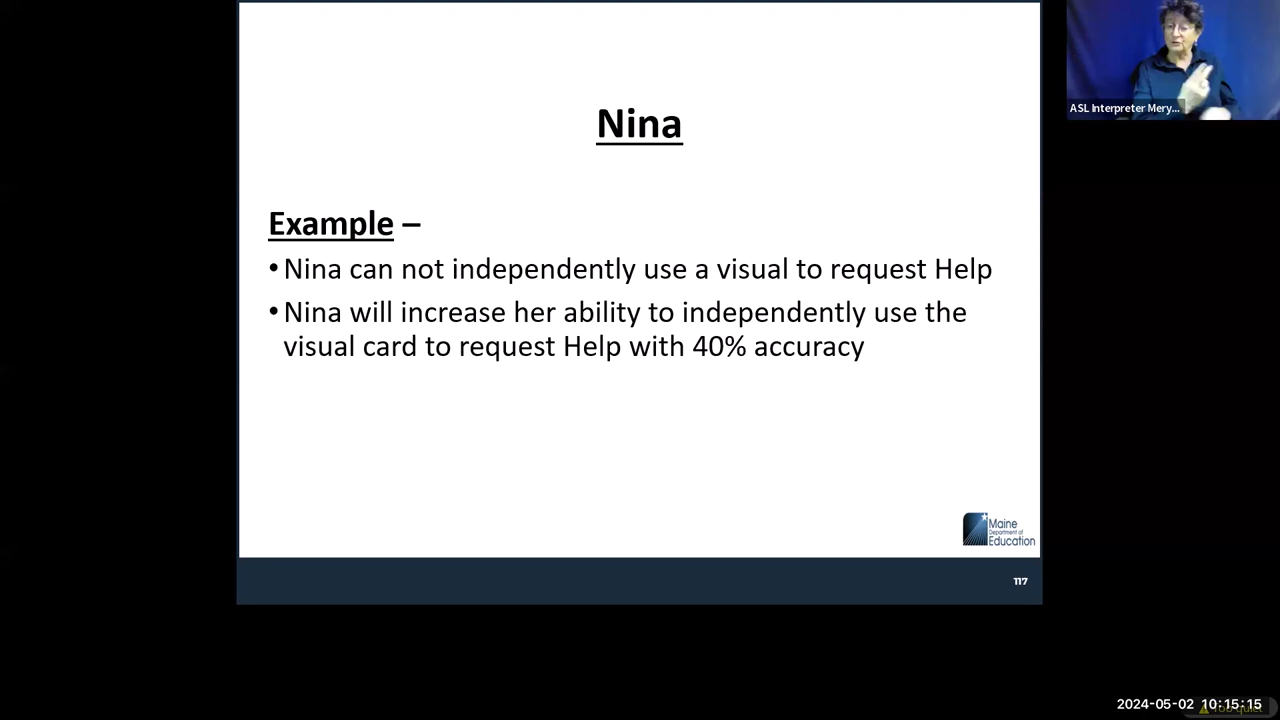 ASL Interpreter Mery...
Nina
Example –
•Nina can not independently use a visual to request Help
•Nina will increase her ability to independently use the
visual card to request Help with 40% accuracy
Maine
Department of
Education
117
2024-05-02 10:15:15